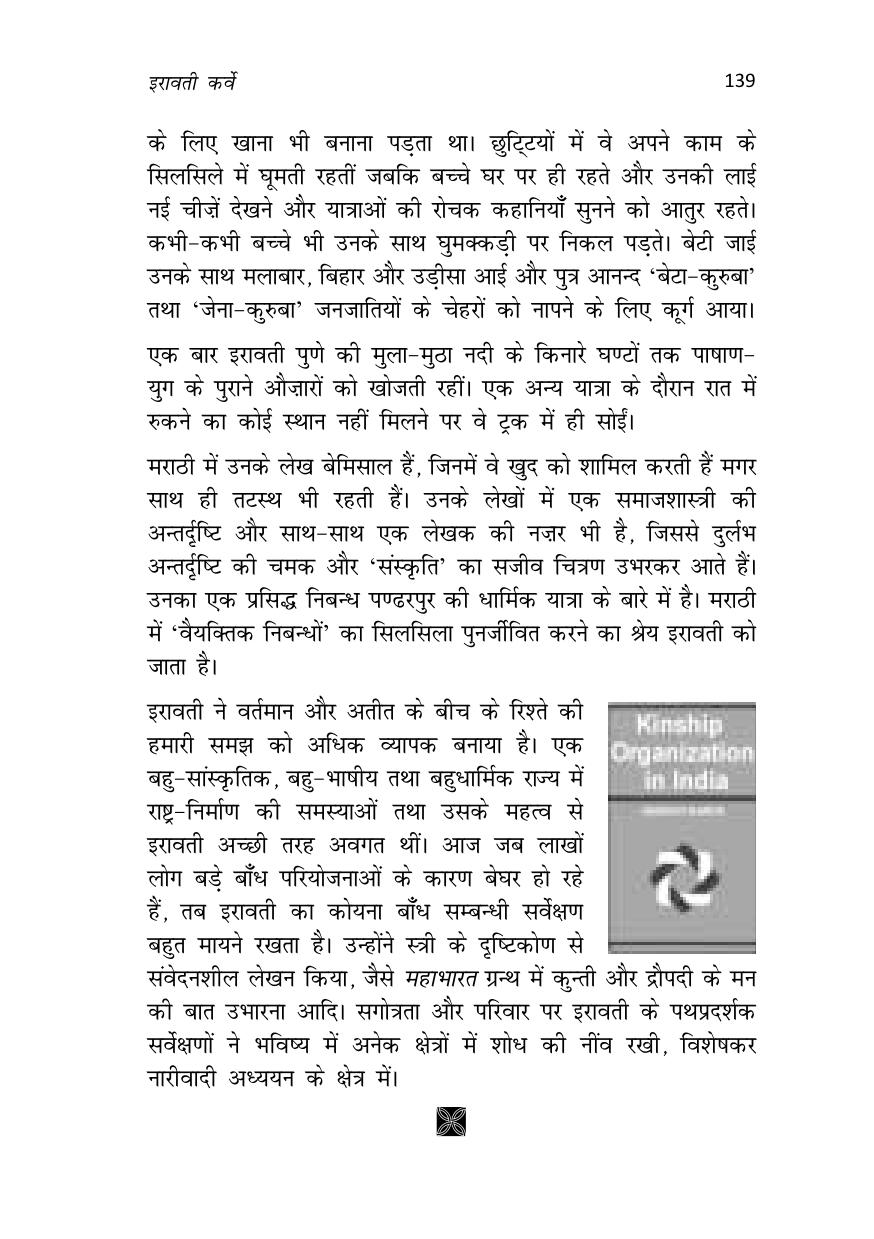 इरावती कर्वे 139
के लिए खाना भी बनाना पड़ता था। छुट्टियों में वे अपने काम के
सिलसिले में घूमती रहतीं जबकि बच्चे घर पर ही रहते और उनकी लाई
नई चीज़ें देखने और यात्राओं की रोचक कहानियाँ सुनने को आतुर रहते।
कभी-कभी बच्चे भी उनके साथ घुमक्कड़ी पर निकल पड़ते। बेटी जाई
उनके साथ मलाबार, बिहार और उड़ीसा आई और पुत्र आनन्द ‘बेटा-कुरुबा’
तथा ‘जेना-कुरुबा’ जनजातियों के चेहरों को नापने के लिए कूर्ग आया।
एक बार इरावती पुणे की मुला-मुठा नदी के किनारे घण्टों तक पाषाण-
युग के पुराने औज़ारों को खोजती रहीं। एक अन्य यात्रा के दौरान रात में
रुकने का कोई स्थान नहीं मिलने पर वे ट्रक में ही सोईं।
मराठी में उनके लेख बेमिसाल हैं, जिनमें वे खुद को शामिल करती हैं मगर
साथ ही तटस्थ भी रहती हैं। उनके लेखों में एक समाजशास्त्री की
अन्तर्दृष्टि और साथ-साथ एक लेखक की नज़र भी है, जिससे दुर्लभ
अन्तर्दृष्टि की चमक और ‘संस्कृति’ का सजीव चित्रण उभरकर आते हैं।
उनका एक प्रसिद्ध निबन्ध पण्ढरपुर की धार्मिक यात्रा के बारे में है। मराठी
में ‘वैयक्तिक निबन्धों’ का सिलसिला पुनर्जीवित करने का श्रेय इरावती को
जाता है।
इरावती ने वर्तमान और अतीत के बीच के रिश्ते की
हमारी समझ को अधिक व्यापक बनाया है। एक
बहु-सांस्कृतिक, बहु-भाषीय तथा बहुधार्मिक राज्य में
राष्ट्र-निर्माण की समस्याओं तथा उसके महत्व से
इरावती अच्छी तरह अवगत थीं। आज जब लाखों
लोग बड़े बाँध परियोजनाओं के कारण बेघर हो रहे
हैं, तब इरावती का कोयना बाँध सम्बन्धी सर्वेक्षण
बहुत मायने रखता है। उन्होंने स्त्री के दृष्टिकोण से
संवेदनशील लेखन किया, जैसे महाभारत ग्रन्थ में कुन्ती और द्रौपदी के मन
की बात उभारना आदि। सगोत्रता और परिवार पर इरावती के पथप्रदर्शक
सर्वेक्षणों ने भविष्य में अनेक क्षेत्रों में शोध की नींव रखी, विशेषकर
नारीवादी अध्ययन के क्षेत्र में।
Kinship
Organization
in India